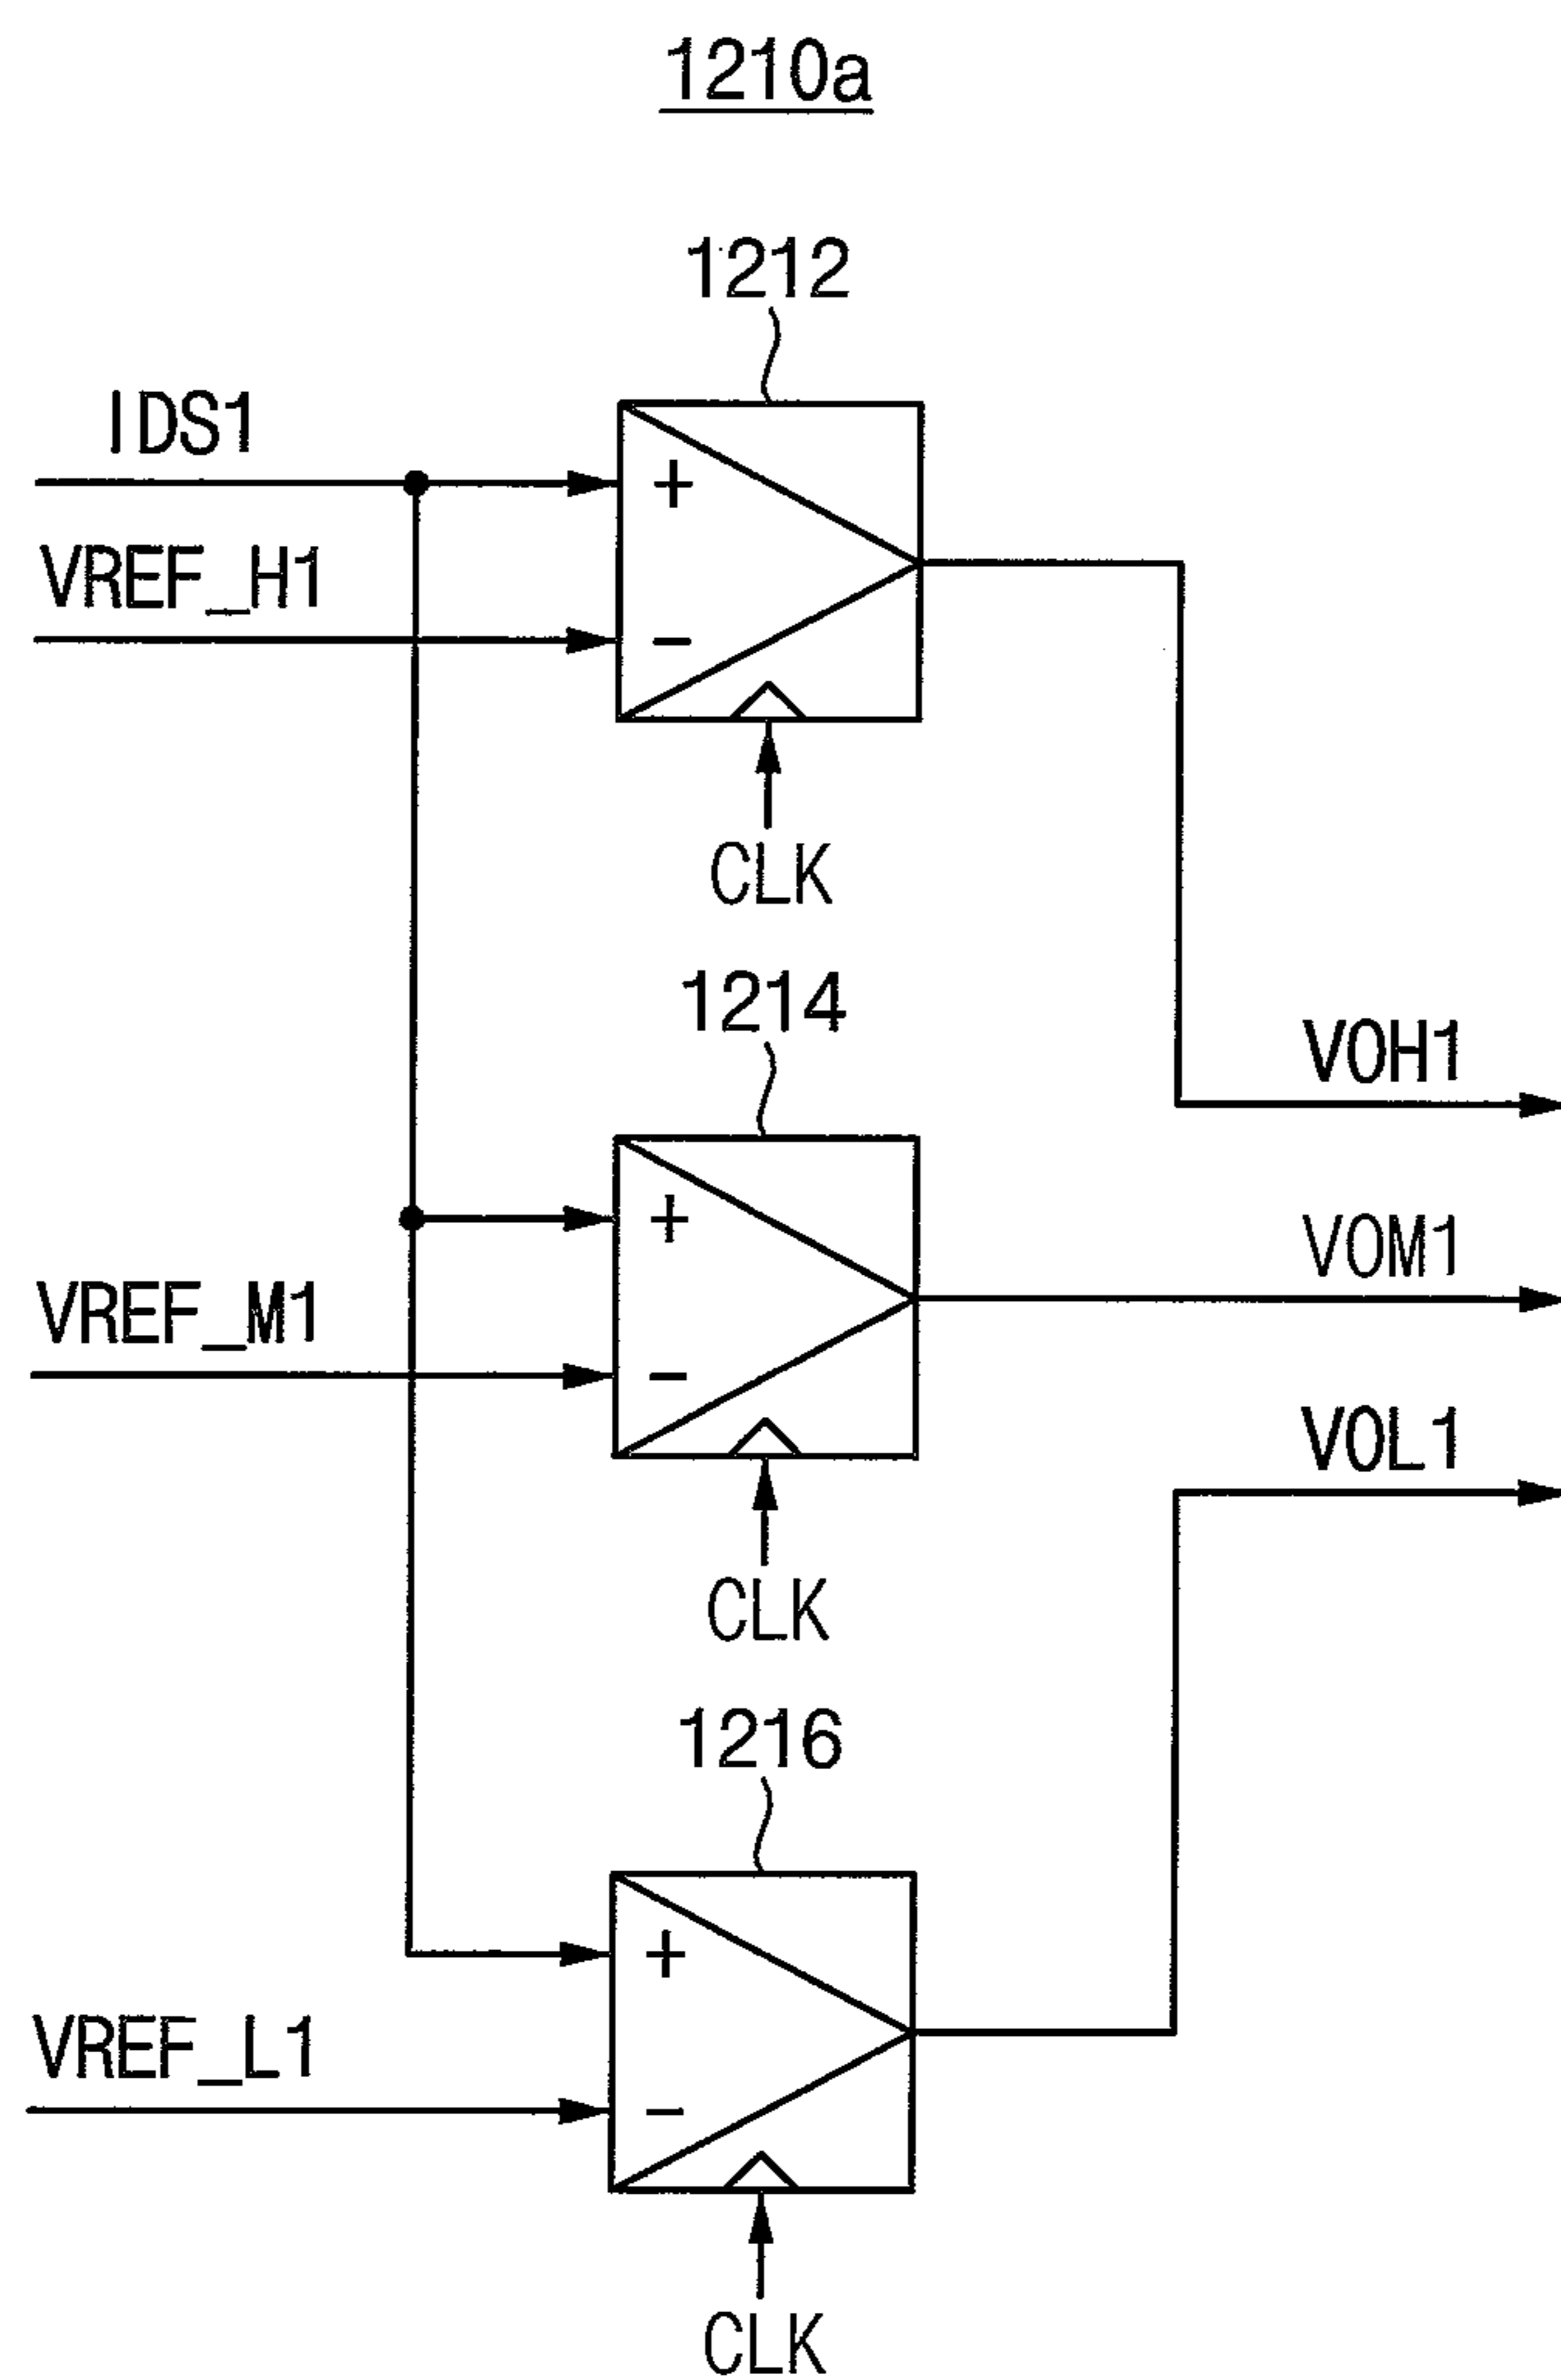 1210a
1212
IDS1
VREF_H1
+
−
CLK
1214
VOH1
+
VOM1
VREF_M1
−
VOL1
CLK
1216
+
VREF_L1
−
CLK